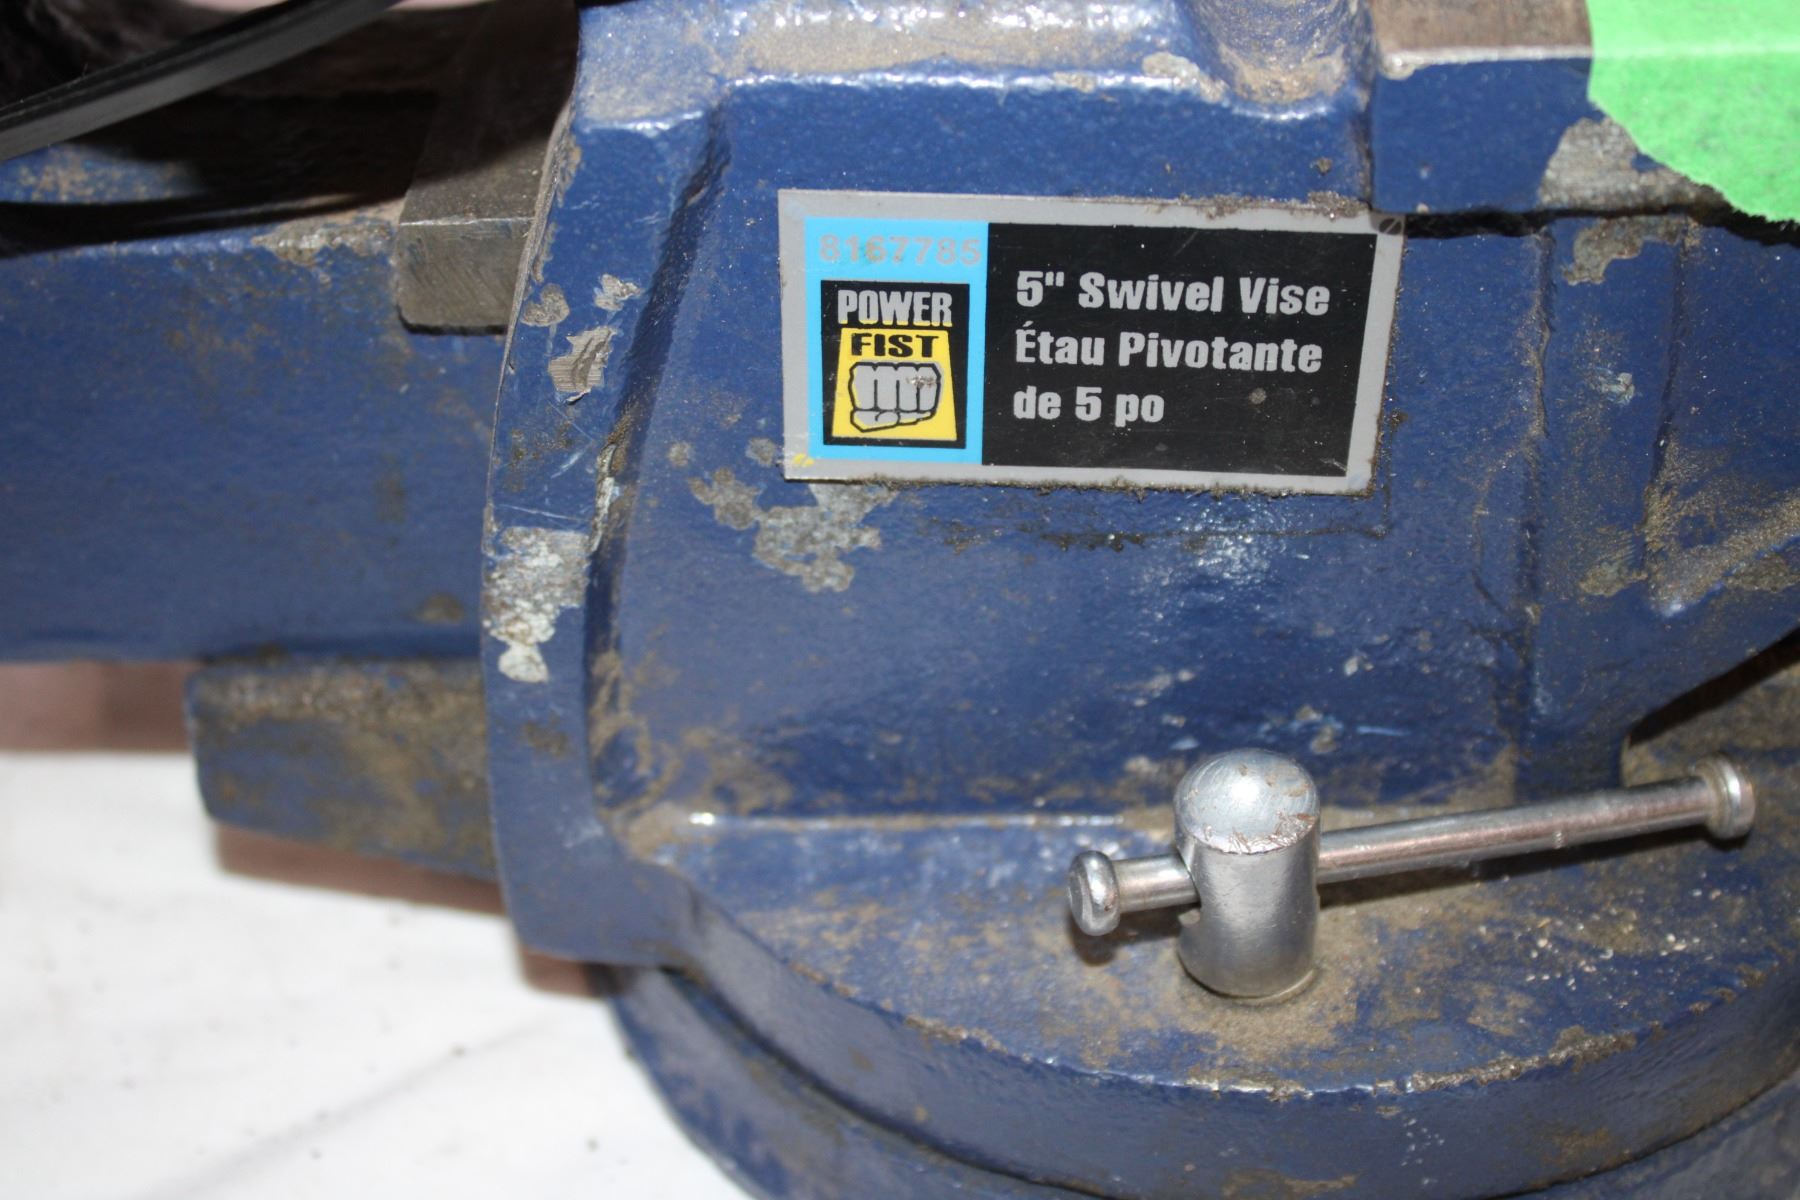 8167785
POWER
FIST
5" Swivel Vise
Étau Pivotante
de 5 po